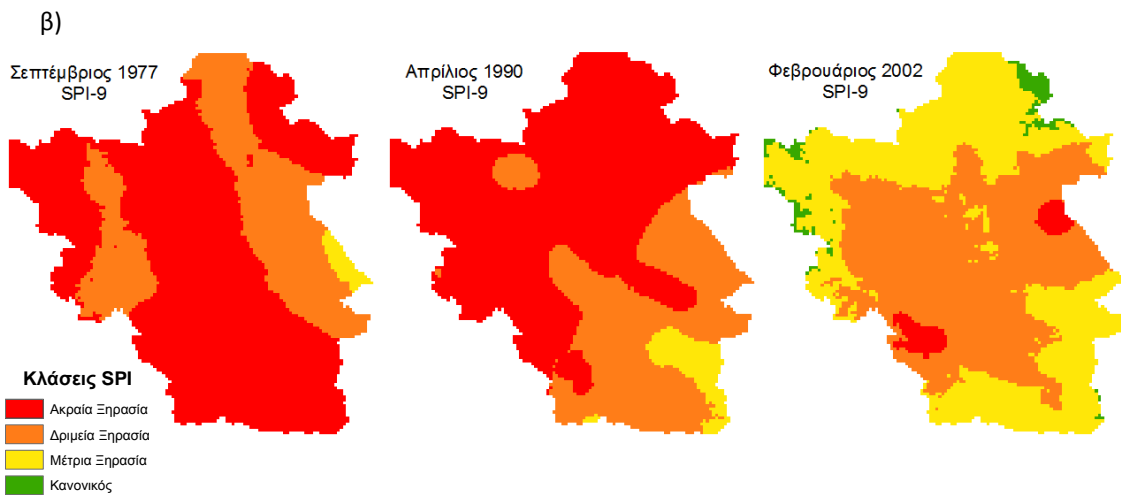 β)
Σεπτέμβριος 1977
SPI-9
Απρίλιος 1990
SPI-9
Φεβρουάριος 2002
SPI-9
Κλάσεις SPI
Ακραία Ξηρασία
Δριμεία Ξηρασία
Μέτρια Ξηρασία
Κανονικός